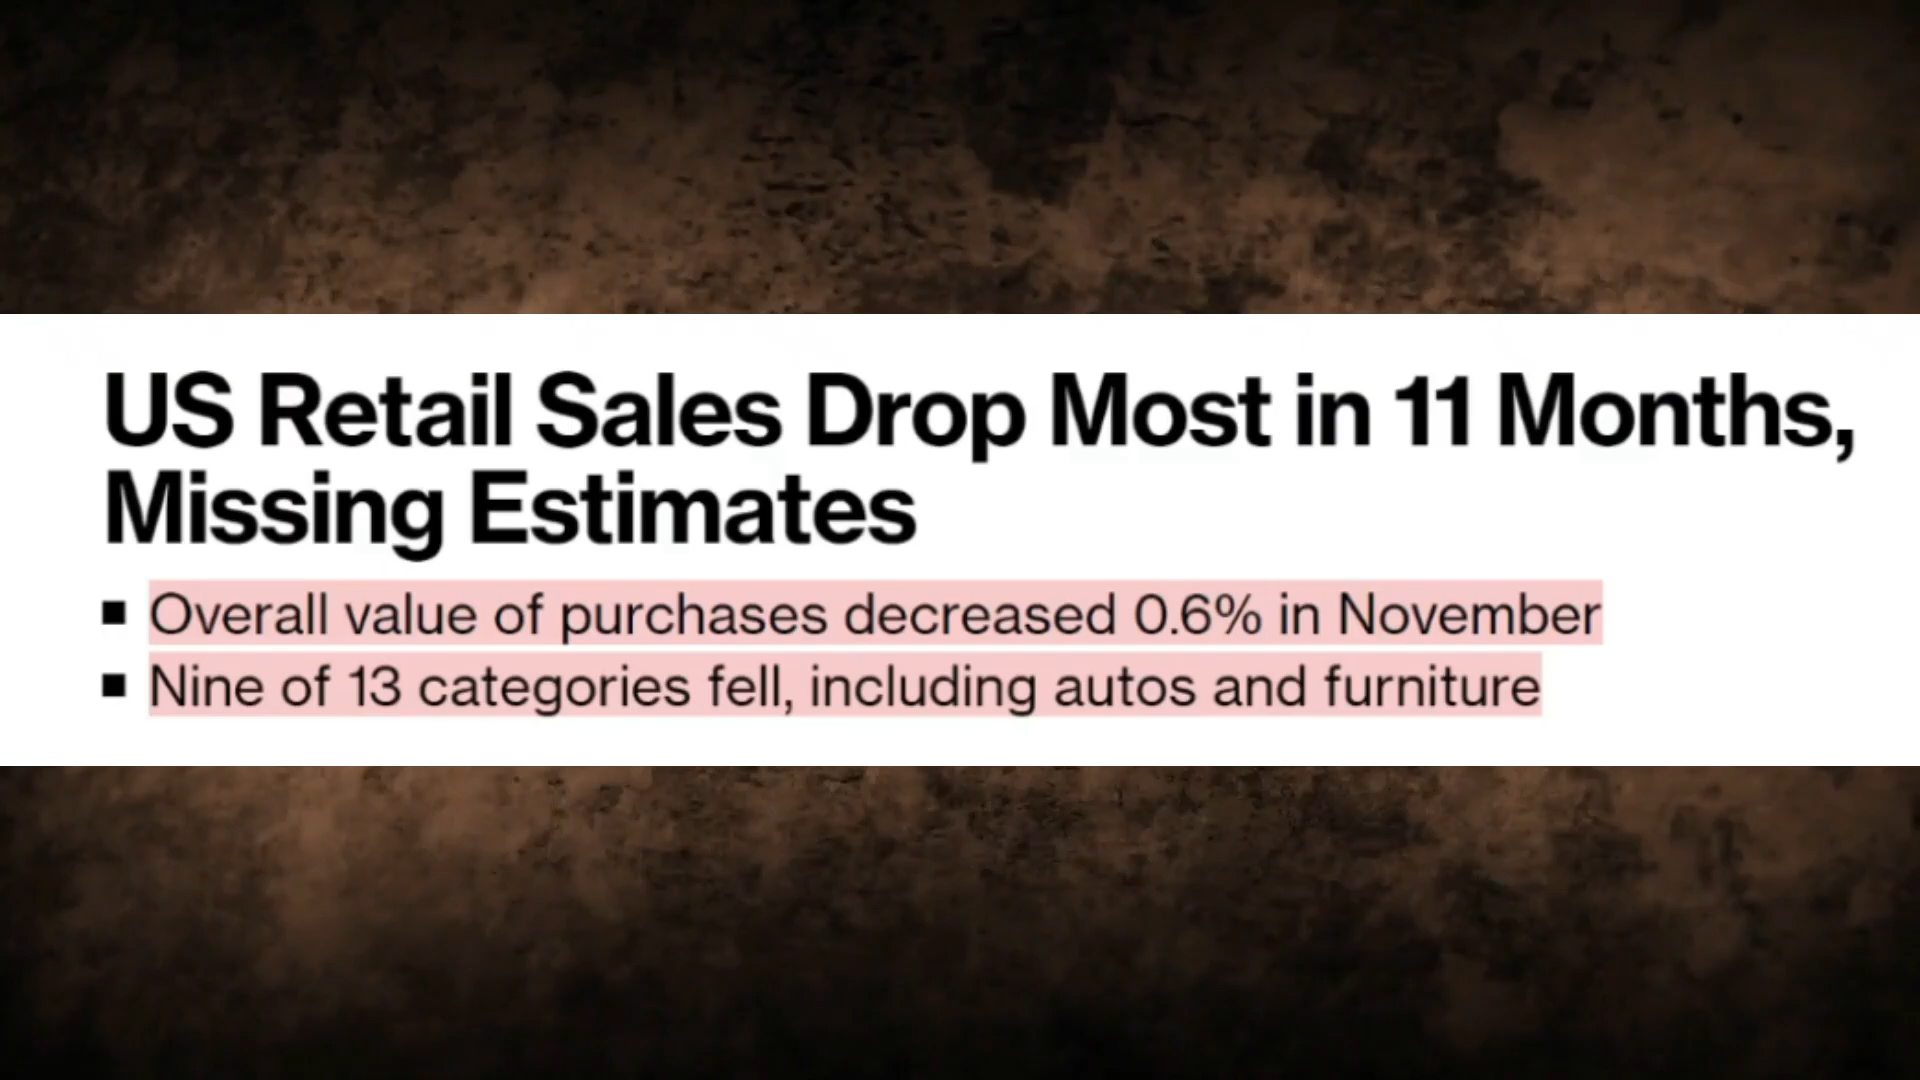 US Retail Sales Drop Most in 11 Months,
Missing Estimates
▪ Overall value of purchases decreased 0.6% in November
▪ Nine of 13 categories fell, including autos and furniture